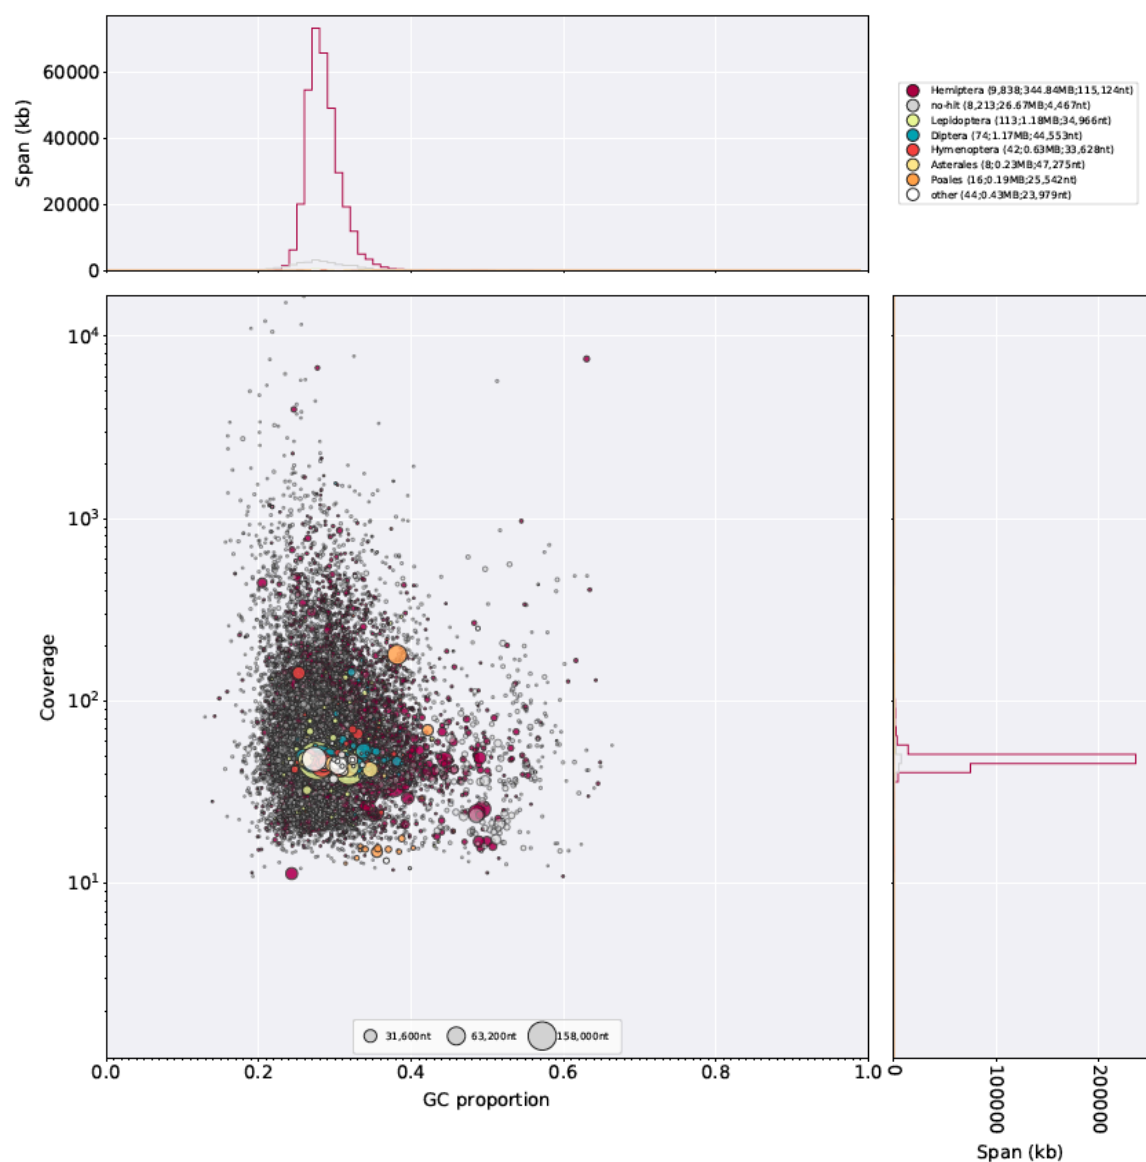 60000
40000
20000
0
Span (kb)
Hemiptera (9,838;344.84MB;115,124nt)
no-hit (8,213;26.67MB;4,467nt)
Lepidoptera (113;1.18MB;34,966nt)
Diptera (74;1.17MB;44,553nt)
Hymenoptera (42;0.63MB;33,628nt)
Asterales (8;0.23MB;47,275nt)
Poales (16;0.19MB;25,542nt)
other (44;0.43MB;23,979nt)
10⁴
10³
10²
10¹
Coverage
31,600nt
63,200nt
158,000nt
0.0
0.2
0.4
0.6
0.8
1.0
GC proportion
0
100000
200000
Span (kb)